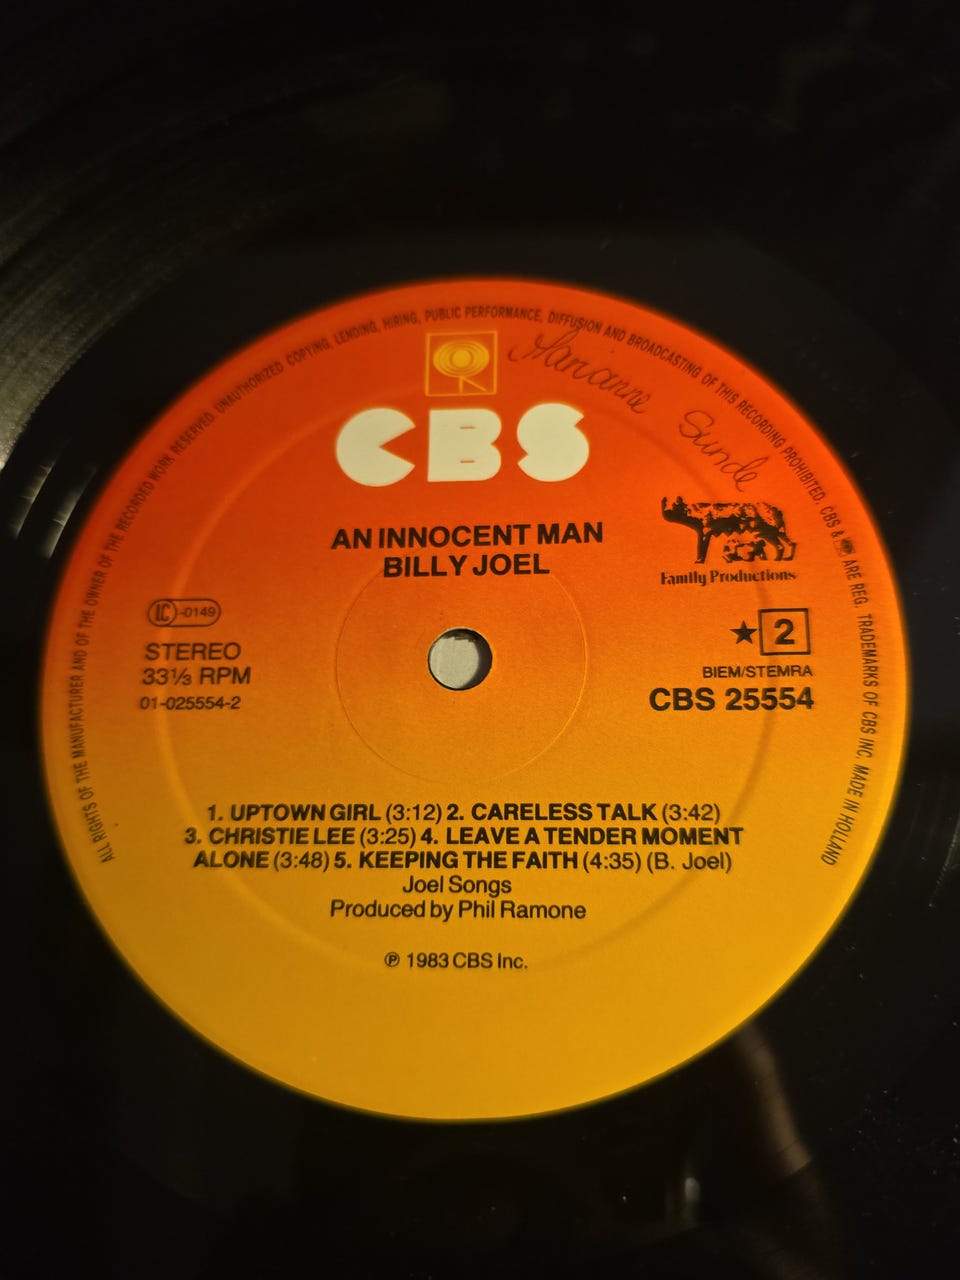 ALL RIGHTS OF THE MANUFACTURER AND OF THE OWNER OF THE RECORDED WORK RESERVED. UNAUTHORIZED COPYING, LENDING, HIRING, PUBLIC PERFORMANCE, DIFFUSION AND BROADCASTING OF THIS RECORDING PROHIBITED. CBS & ARE REG. TRADEMARKS OF CBS INC. MADE IN HOLLAND
Marianne Sunde
CBS
AN INNOCENT MAN
BILLY JOEL
Family Productions
LC-0149
STEREO
33⅓ RPM
01-025554-2
★ 2
BIEM/STEMRA
CBS 25554
1. UPTOWN GIRL (3:12) 2. CARELESS TALK (3:42)
3. CHRISTIE LEE (3:25) 4. LEAVE A TENDER MOMENT
ALONE (3:48) 5. KEEPING THE FAITH (4:35) (B. Joel)
Joel Songs
Produced by Phil Ramone
℗ 1983 CBS Inc.